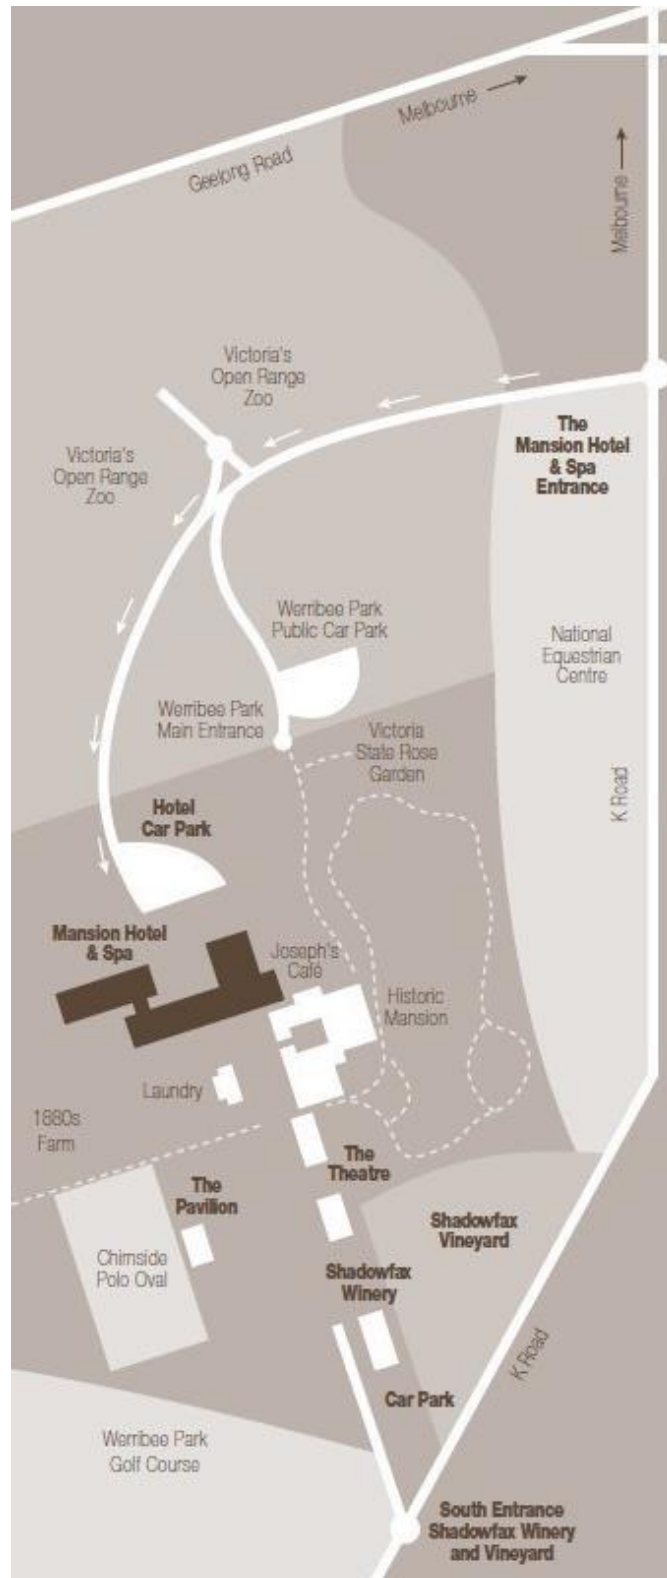 Melbourne
Geelong Road
Melbourne
Victoria's
Open Range
Zoo
The
Mansion Hotel
& Spa
Entrance
Victoria's
Open Range
Zoo
Werribee Park
Public Car Park
National
Equestrian
Centre
Werribee Park
Main Entrance
Victoria
State Rose
Garden
K Road
Hotel
Car Park
Mansion Hotel
& Spa
Joseph's
Café
Historic
Mansion
Laundry
1880s
Farm
The
Theatre
The
Pavilion
Shadowfax
Vineyard
Chirnside
Polo Oval
Shadowfax
Winery
K Road
Car Park
Werribee Park
Golf Course
South Entrance
Shadowfax Winery
and Vineyard